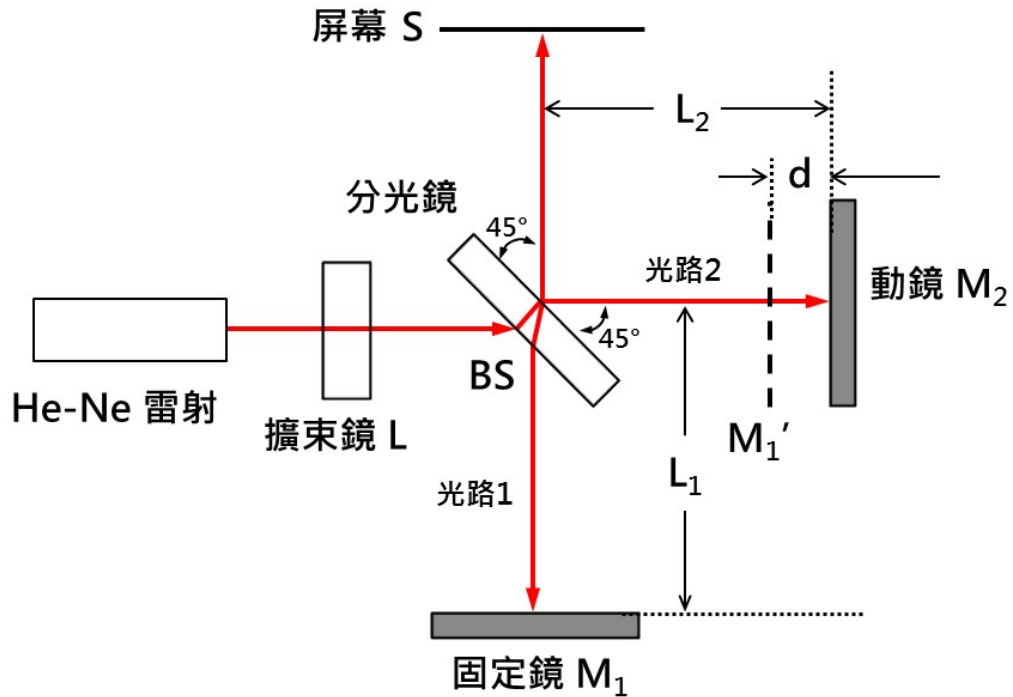 屏幕 S
L₂
d
分光鏡
45°
光路2
動鏡 M₂
45°
BS
He-Ne 雷射
擴束鏡 L
M₁’
L₁
光路1
固定鏡 M₁